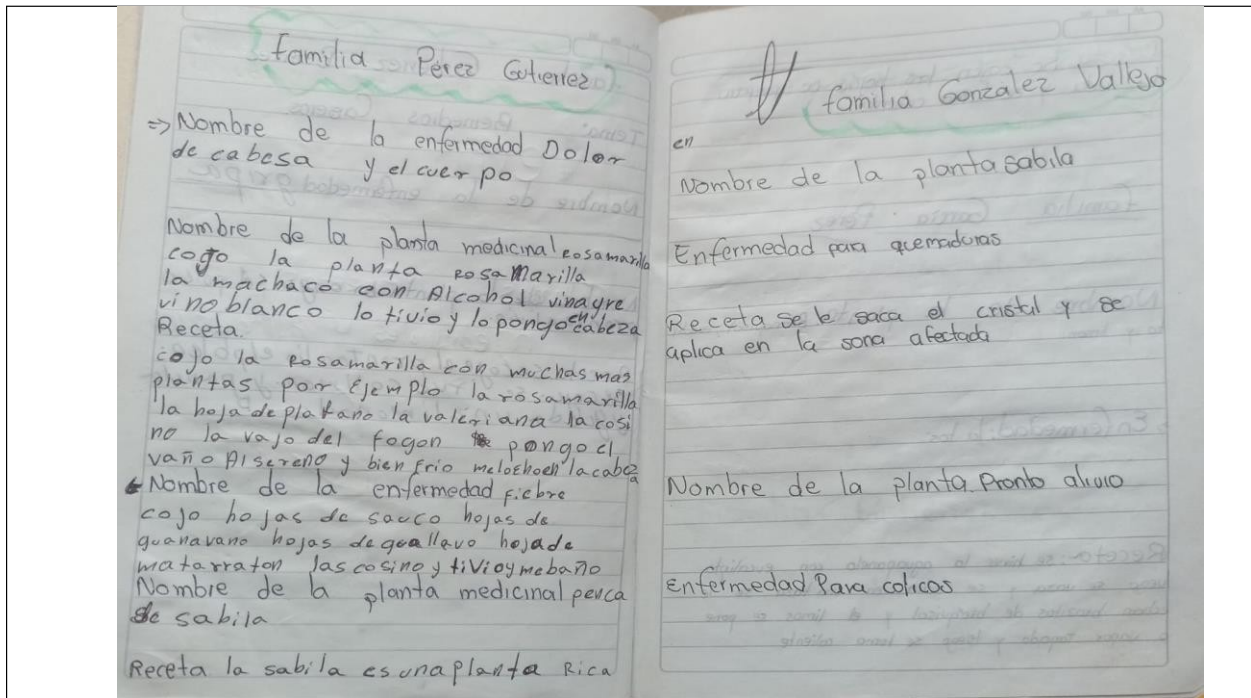 Familia Pérez Gutierrez
⇒ Nombre de la enfermedad Dolor
de cabesa y el cuerpo
Nombre de la planta medicinal rosamarilla
cojo la planta Rosa Marilla
la machaco con Alcohol vinagre
vino blanco lo tivio y lo pongo en cabeza
Receta.
cojo la Rosamarilla con muchas mas
plantas por Ejemplo la rosamarilla
la hoja de platano la valeriana la cosi
no la vajo del fogon pongo el
vaño Al sereno y bien frio me lo echo en la cabeza
Nombre de la enfermedad fiebre
cojo hojas de sauco hojas de
guanavano hojas de guallavo hoja de
matarraton las cosino y tivio y me baño
Nombre de la planta medicinal penca
de sabila
Receta la sabila es una planta Rica
familia Gonzalez Vallejo
en
Nombre de la planta sabila
Enfermedad para quemaduras
Receta se le saca el cristal y se
aplica en la sona afectada
Nombre de la planta. Pronto alivio
Enfermedad Para colicos